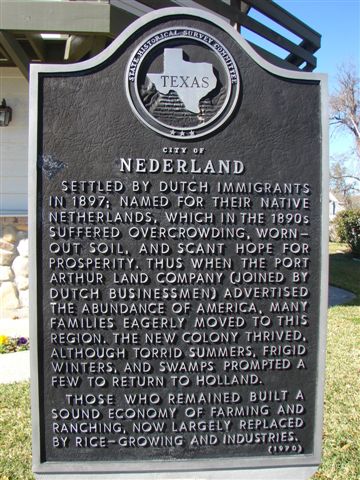 STATE HISTORICAL SURVEY COMMITTEE
TEXAS
CITY OF
NEDERLAND
SETTLED BY DUTCH IMMIGRANTS
IN 1897; NAMED FOR THEIR NATIVE
NETHERLANDS, WHICH IN THE 1890s
SUFFERED OVERCROWDING, WORN-
OUT SOIL, AND SCANT HOPE FOR
PROSPERITY. THUS WHEN THE PORT
ARTHUR LAND COMPANY (JOINED BY
DUTCH BUSINESSMEN) ADVERTISED
THE ABUNDANCE OF AMERICA, MANY
FAMILIES EAGERLY MOVED TO THIS
REGION. THE NEW COLONY THRIVED,
ALTHOUGH TORRID SUMMERS, FRIGID
WINTERS, AND SWAMPS PROMPTED A
FEW TO RETURN TO HOLLAND.
THOSE WHO REMAINED BUILT A
SOUND ECONOMY OF FARMING AND
RANCHING, NOW LARGELY REPLACED
BY RICE-GROWING AND INDUSTRIES.
(1970)